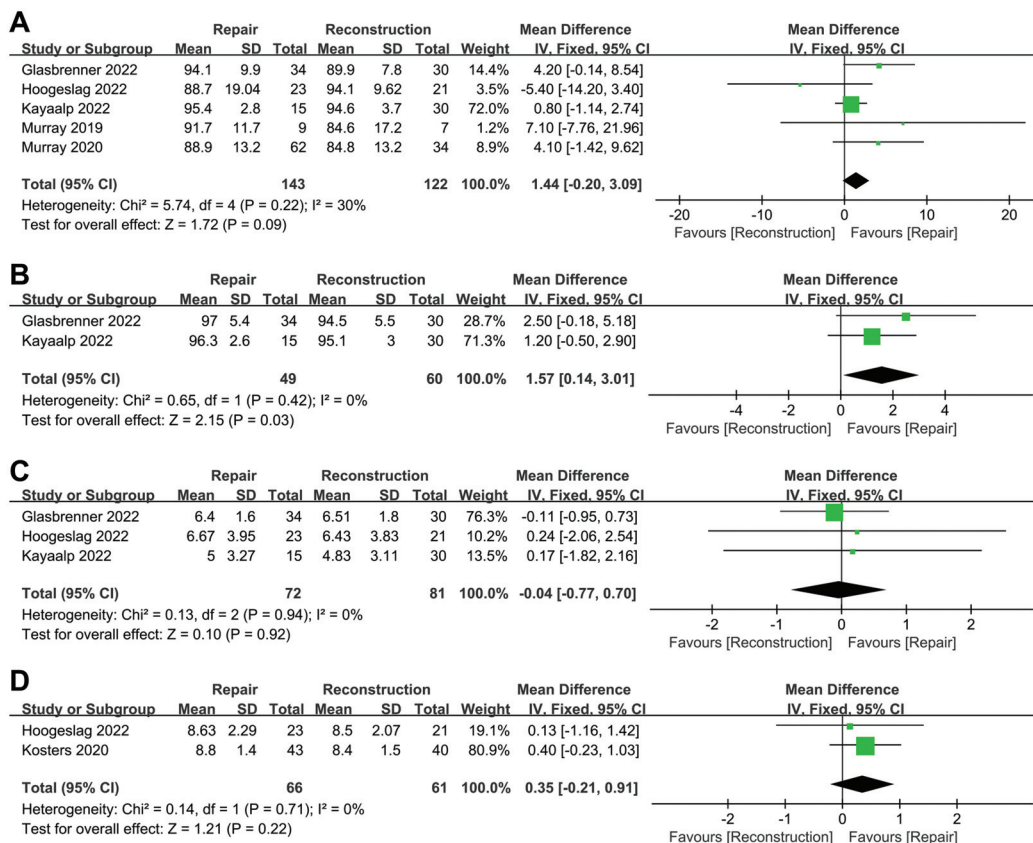 A
Repair Reconstruction Mean Difference Mean Difference
Study or Subgroup Mean SD Total Mean SD Total Weight IV, Fixed, 95% CI IV, Fixed, 95% CI
Glasbrenner 2022 94.1 9.9 34 89.9 7.8 30 14.4% 4.20 [-0.14, 8.54]
Hoogeslag 2022 88.7 19.04 23 94.1 9.62 21 3.5% -5.40 [-14.20, 3.40]
Kayaalp 2022 95.4 2.8 15 94.6 3.7 30 72.0% 0.80 [-1.14, 2.74]
Murray 2019 91.7 11.7 9 84.6 17.2 7 1.2% 7.10 [-7.76, 21.96]
Murray 2020 88.9 13.2 62 84.8 13.2 34 8.9% 4.10 [-1.42, 9.62]
Total (95% CI) 143 122 100.0% 1.44 [-0.20, 3.09]
Heterogeneity: Chi² = 5.74, df = 4 (P = 0.22); I² = 30%
Test for overall effect: Z = 1.72 (P = 0.09)
-20 -10 0 10 20
Favours [Reconstruction] Favours [Repair]
B
Repair Reconstruction Mean Difference Mean Difference
Study or Subgroup Mean SD Total Mean SD Total Weight IV, Fixed, 95% CI IV, Fixed, 95% CI
Glasbrenner 2022 97 5.4 34 94.5 5.5 30 28.7% 2.50 [-0.18, 5.18]
Kayaalp 2022 96.3 2.6 15 95.1 3 30 71.3% 1.20 [-0.50, 2.90]
Total (95% CI) 49 60 100.0% 1.57 [0.14, 3.01]
Heterogeneity: Chi² = 0.65, df = 1 (P = 0.42); I² = 0%
Test for overall effect: Z = 2.15 (P = 0.03)
-4 -2 0 2 4
Favours [Reconstruction] Favours [Repair]
C
Repair Reconstruction Mean Difference Mean Difference
Study or Subgroup Mean SD Total Mean SD Total Weight IV, Fixed, 95% CI IV, Fixed, 95% CI
Glasbrenner 2022 6.4 1.6 34 6.51 1.8 30 76.3% -0.11 [-0.95, 0.73]
Hoogeslag 2022 6.67 3.95 23 6.43 3.83 21 10.2% 0.24 [-2.06, 2.54]
Kayaalp 2022 5 3.27 15 4.83 3.11 30 13.5% 0.17 [-1.82, 2.16]
Total (95% CI) 72 81 100.0% -0.04 [-0.77, 0.70]
Heterogeneity: Chi² = 0.13, df = 2 (P = 0.94); I² = 0%
Test for overall effect: Z = 0.10 (P = 0.92)
-2 -1 0 1 2
Favours [Reconstruction] Favours [Repair]
D
Repair Reconstruction Mean Difference Mean Difference
Study or Subgroup Mean SD Total Mean SD Total Weight IV, Fixed, 95% CI IV, Fixed, 95% CI
Hoogeslag 2022 8.63 2.29 23 8.5 2.07 21 19.1% 0.13 [-1.16, 1.42]
Kosters 2020 8.8 1.4 43 8.4 1.5 40 80.9% 0.40 [-0.23, 1.03]
Total (95% CI) 66 61 100.0% 0.35 [-0.21, 0.91]
Heterogeneity: Chi² = 0.14, df = 1 (P = 0.71); I² = 0%
Test for overall effect: Z = 1.21 (P = 0.22)
-2 -1 0 1 2
Favours [Reconstruction] Favours [Repair]